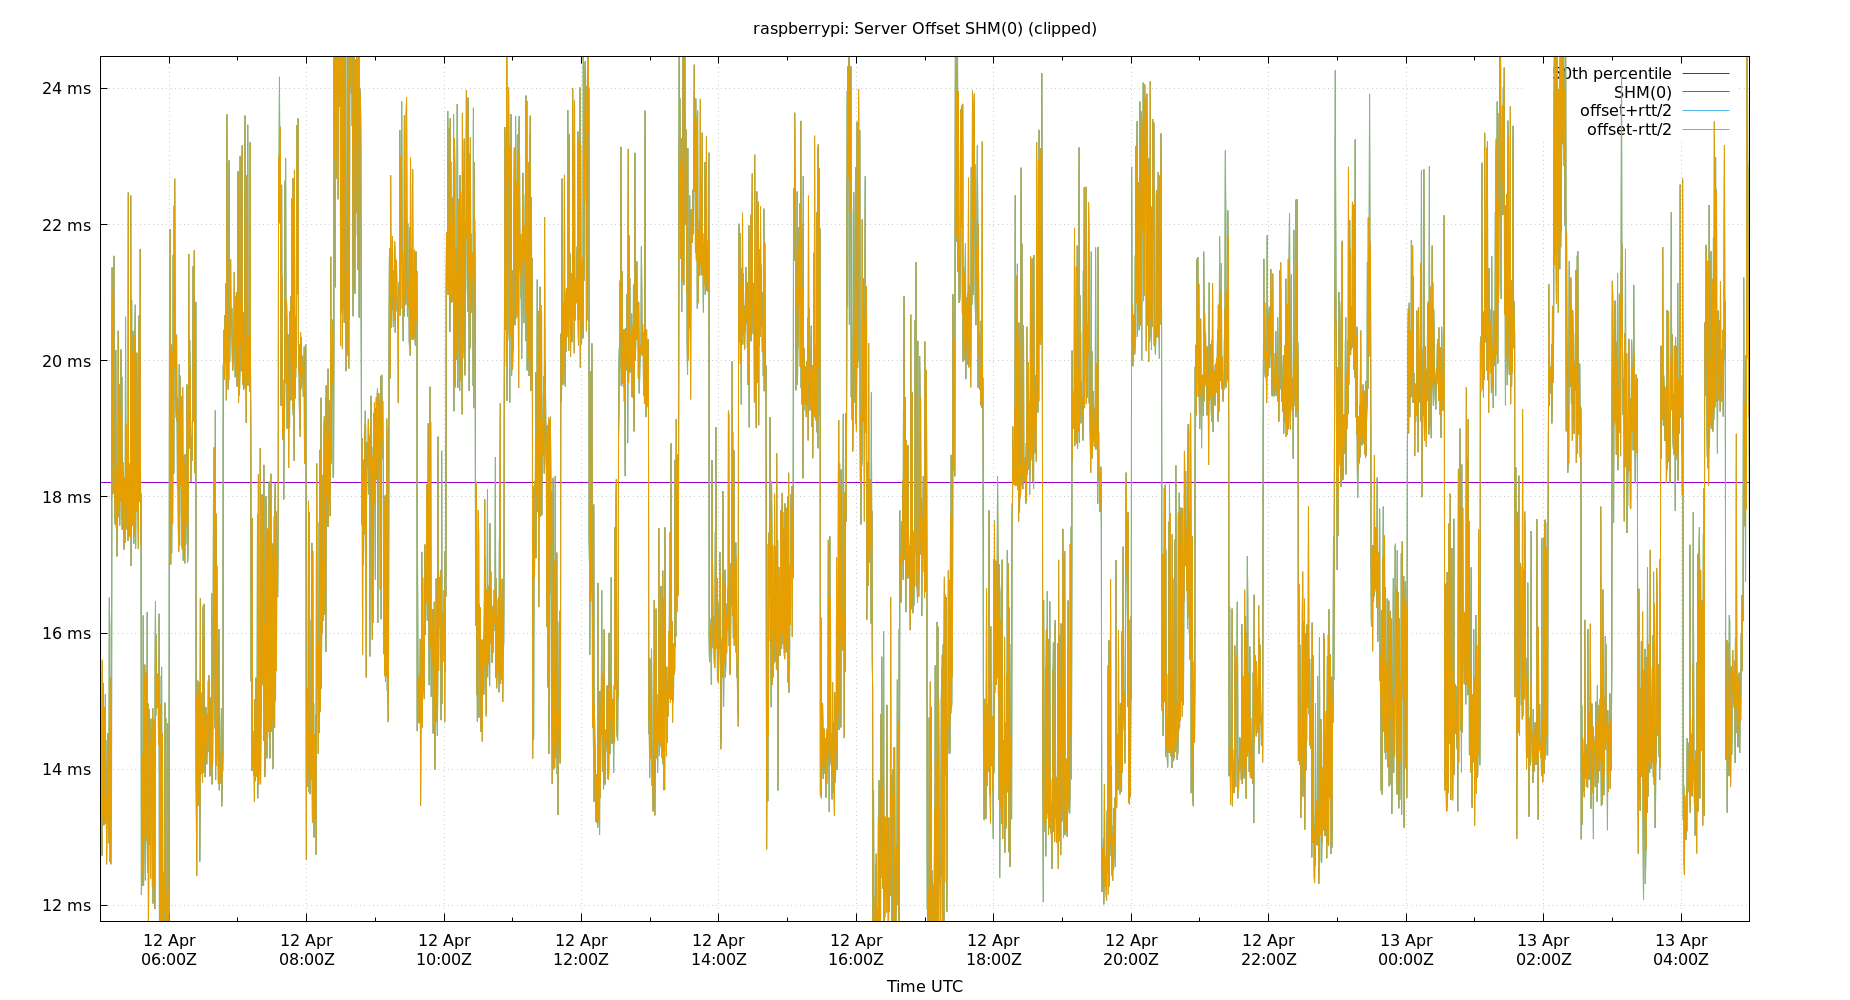 raspberrypi: Server Offset SHM(0) (clipped)
50th percentile
SHM(0)
offset+rtt/2
offset-rtt/2
24 ms
22 ms
20 ms
18 ms
16 ms
14 ms
12 ms
12 Apr 12 Apr 12 Apr 12 Apr 12 Apr 12 Apr 12 Apr 12 Apr 12 Apr 13 Apr 13 Apr 13 Apr
06:00Z 08:00Z 10:00Z 12:00Z 14:00Z 16:00Z 18:00Z 20:00Z 22:00Z 00:00Z 02:00Z 04:00Z
Time UTC